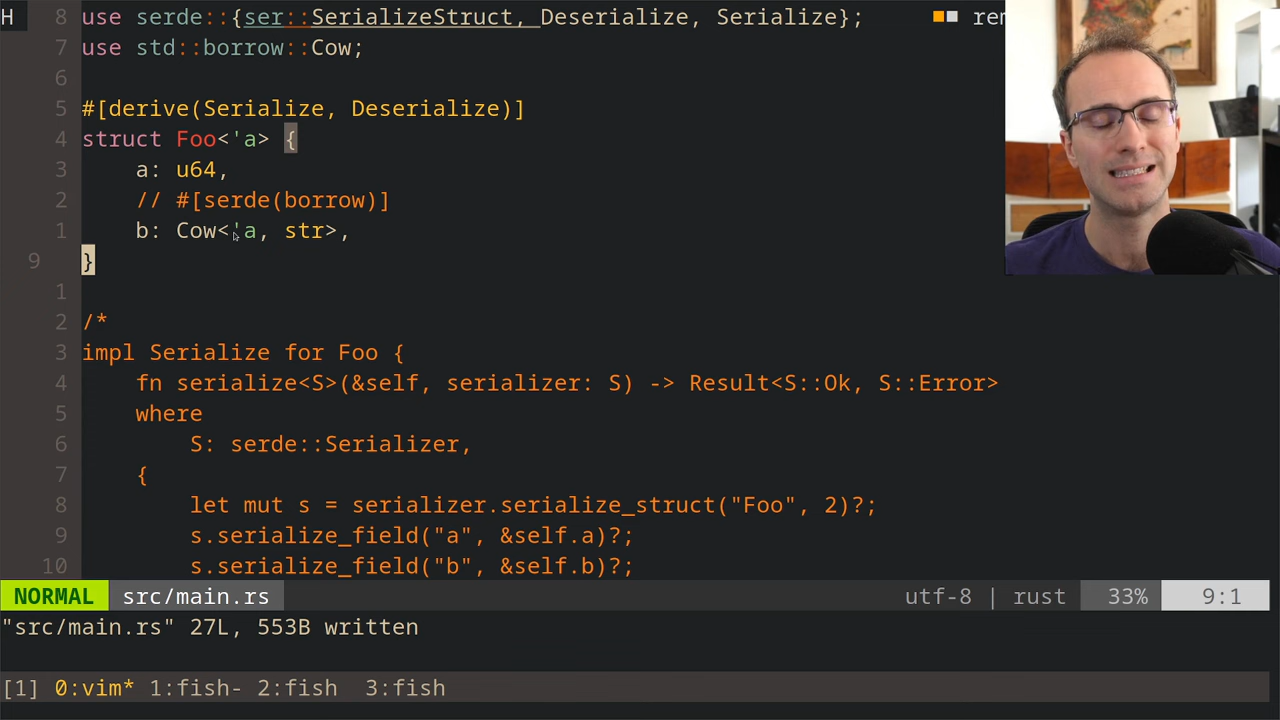 H 8 use serde::{ser::SerializeStruct, Deserialize, Serialize}; rem
7 use std::borrow::Cow;
6
5 #[derive(Serialize, Deserialize)]
4 struct Foo<'a> {
3 a: u64,
2 // #[serde(borrow)]
1 b: Cow<'a, str>,
9 }
1
2 /*
3 impl Serialize for Foo {
4 fn serialize<S>(&self, serializer: S) -> Result<S::Ok, S::Error>
5 where
6 S: serde::Serializer,
7 {
8 let mut s = serializer.serialize_struct("Foo", 2)?;
9 s.serialize_field("a", &self.a)?;
10 s.serialize_field("b", &self.b)?;
NORMAL src/main.rs utf-8 | rust 33% 9:1
"src/main.rs" 27L, 553B written
[1] 0:vim* 1:fish- 2:fish 3:fish